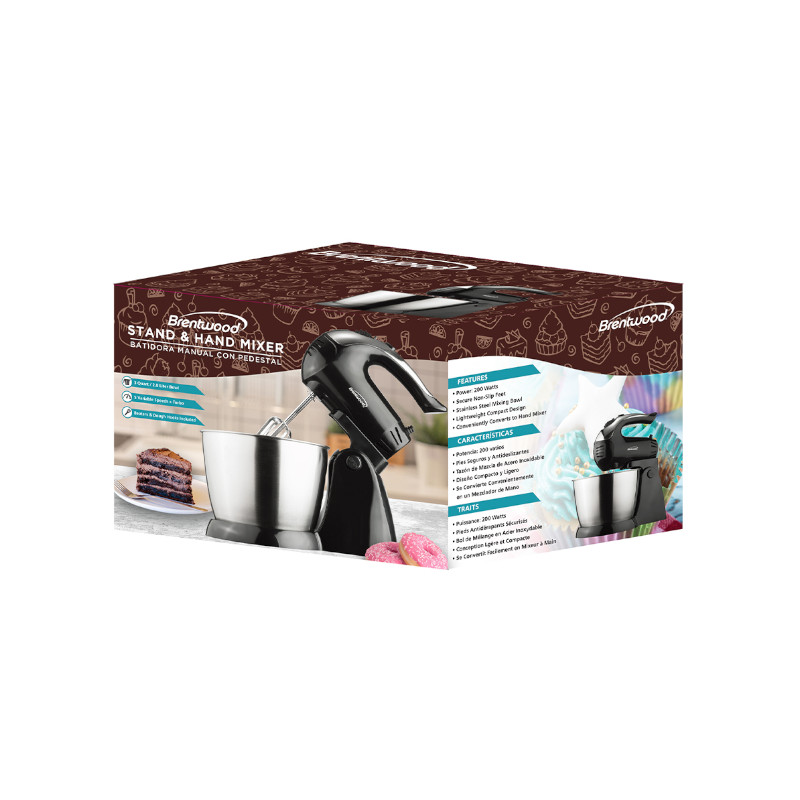 Brentwood
Brentwood
STAND & HAND MIXER
BATIDORA MANUAL CON PEDESTAL
Beaters & Dough Hooks Included
Brentwood
Brentwood
FEATURES
• Power: 200 Watts
• Secure Non-Slip Feet
• Stainless Steel Mixing Bowl
• Lightweight Compact Design
• Conveniently Converts to Hand Mixer
CARACTERÍSTICAS
• Potencia: 200 vatios
• Pies Seguros y Antideslizantes
• Tazón de Mezcla de Acero Inoxidable
• Diseño Compacto y Ligero
• Se Convierte Convenientemente
en un Mezclador de Mano
TRAITS
• Puissance: 200 Watts
• Pieds Antidérapants Sécurisés
• Bol de Mélange en Acier Inoxydable
• Conception Légère et Compacte
• Se Convertit Facilement en Mixeur à Main